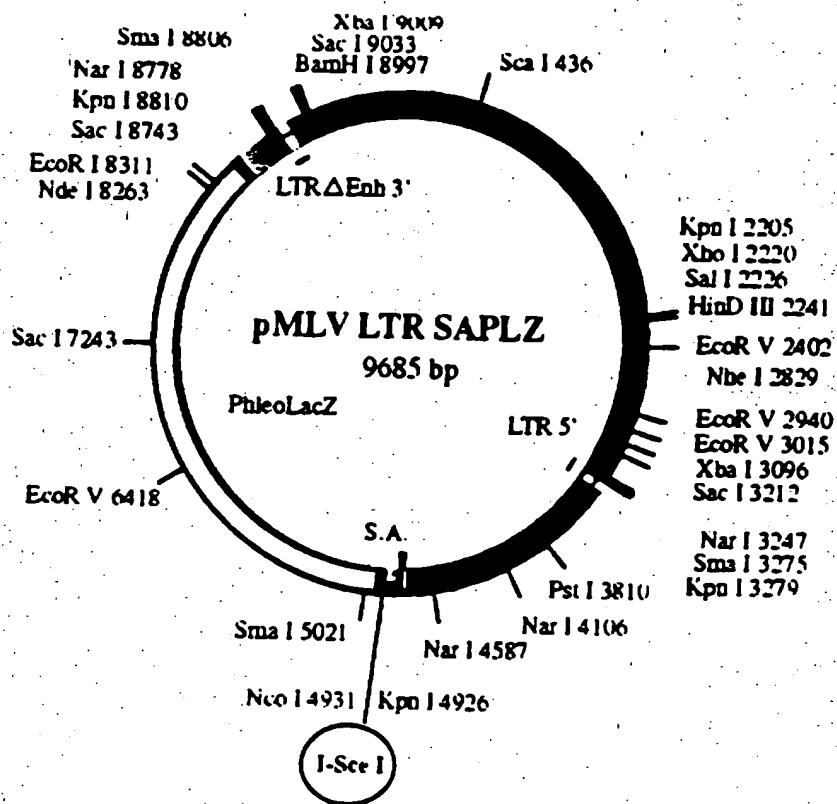 Xba I 9009
Sma I 8806
Sac I 9033
Nar I 8778
BamH I 8997
Sca I 436
Kpn I 8810
Sac I 8743
EcoR I 8311
Nde I 8263
LTR Δ Enh 3'
Kpn I 2205
Xho I 2220
Sal I 2226
HinD III 2241
pMLV LTR SAPLZ
9685 bp
Sac I 7243
EcoR V 2402
Nhe I 2829
PhleoLacZ
LTR 5'
EcoR V 2940
EcoR V 3015
Xba I 3096
Sac I 3212
EcoR V 6418
S.A.
Nar I 3247
Sma I 3275
Kpn I 3279
Pst I 3810
Nar I 4106
Sma I 5021
Nar I 4587
Nco I 4931
Kpn I 4926
I-Sce I